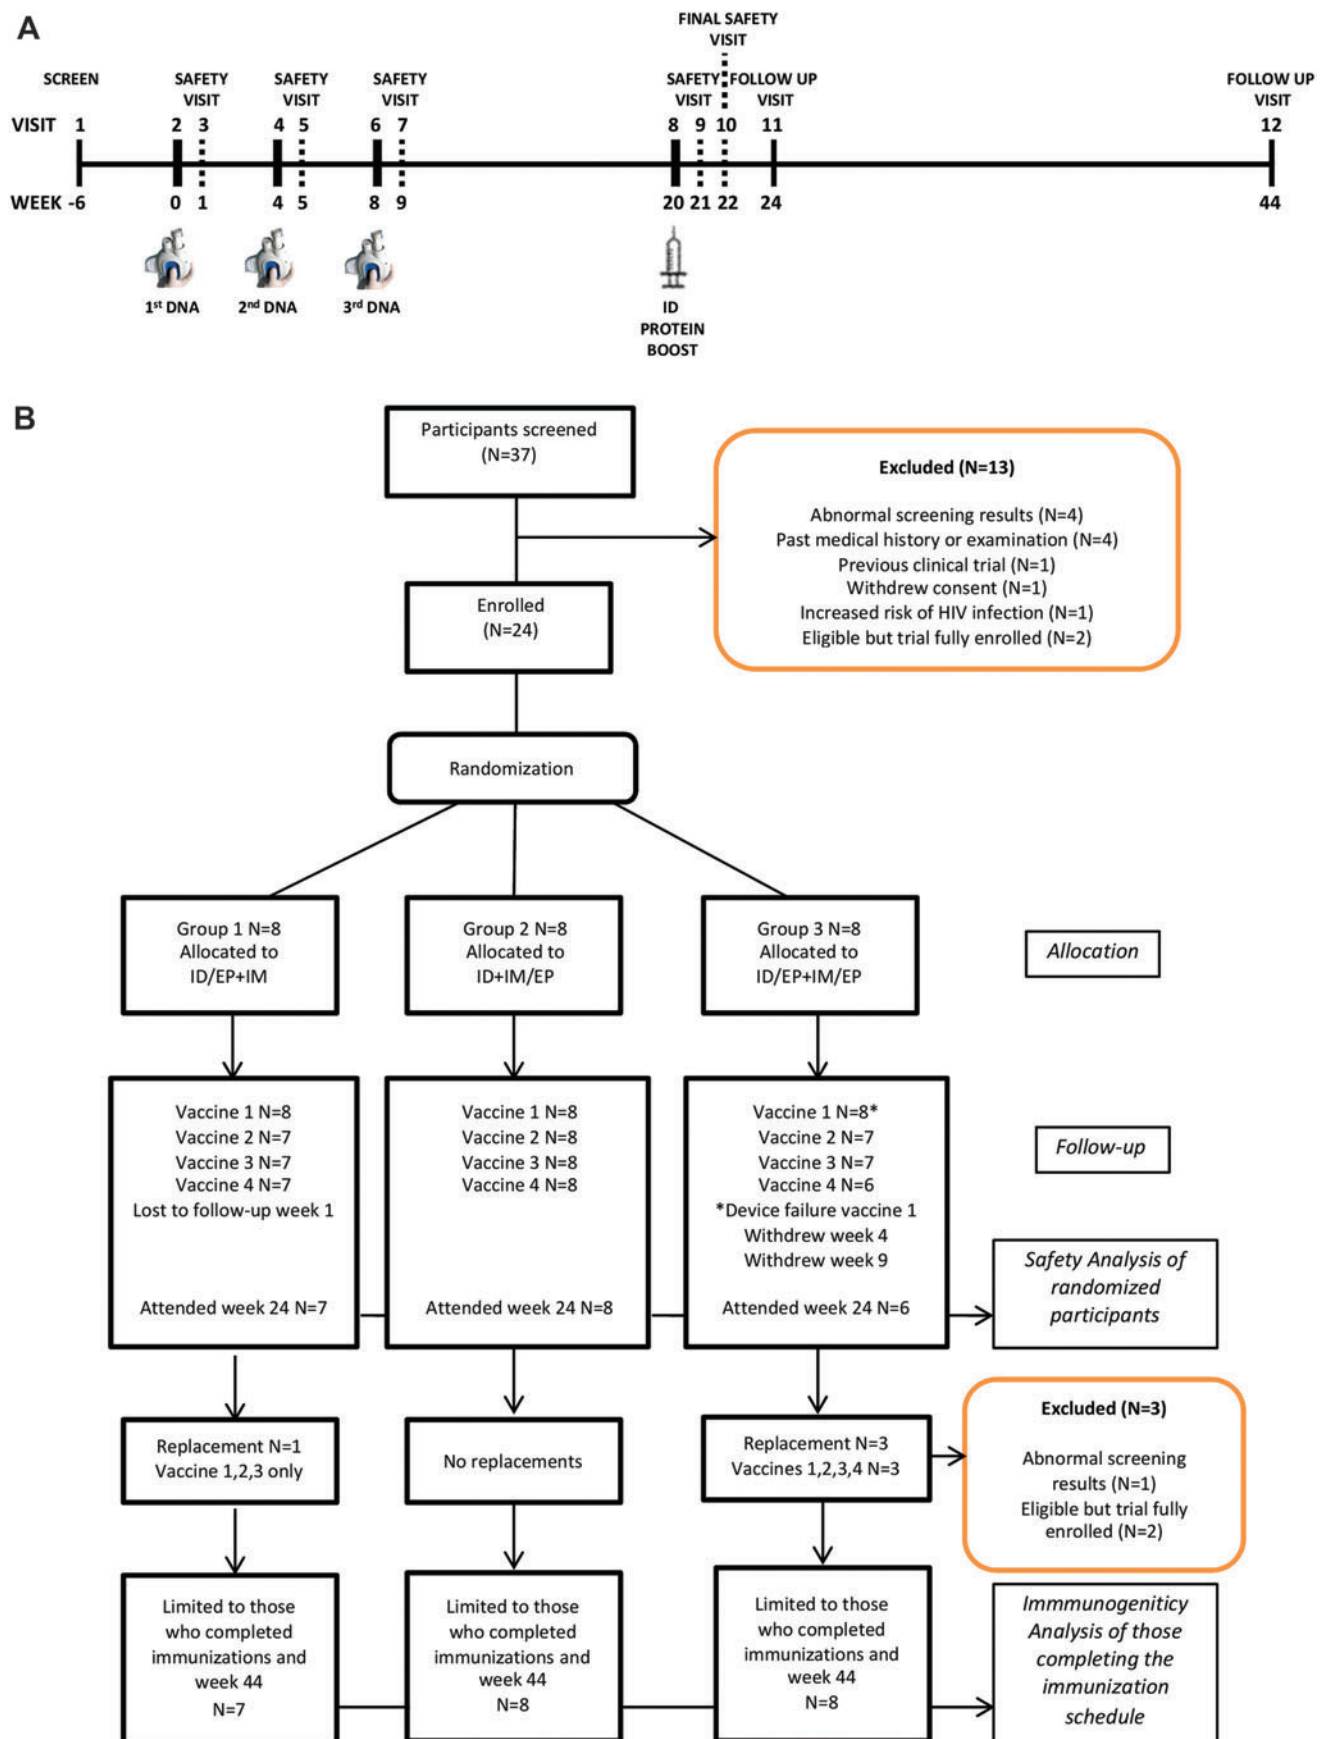 A
FINAL SAFETY
VISIT
SCREEN SAFETY SAFETY SAFETY SAFETY FOLLOW UP FOLLOW UP
VISIT VISIT VISIT VISIT VISIT VISIT
VISIT 1 2 3 4 5 6 7 8 9 10 11 12
WEEK -6 0 1 4 5 8 9 20 21 22 24 44
1st DNA 2nd DNA 3rd DNA ID
PROTEIN
BOOST
B
Participants screened
(N=37)
Excluded (N=13)
Abnormal screening results (N=4)
Past medical history or examination (N=4)
Previous clinical trial (N=1)
Withdrew consent (N=1)
Increased risk of HIV infection (N=1)
Eligible but trial fully enrolled (N=2)
Enrolled
(N=24)
Randomization
Group 1 N=8
Allocated to
ID/EP+IM
Group 2 N=8
Allocated to
ID+IM/EP
Group 3 N=8
Allocated to
ID/EP+IM/EP
Allocation
Vaccine 1 N=8
Vaccine 2 N=7
Vaccine 3 N=7
Vaccine 4 N=7
Lost to follow-up week 1
Attended week 24 N=7
Vaccine 1 N=8
Vaccine 2 N=8
Vaccine 3 N=8
Vaccine 4 N=8
Attended week 24 N=8
Vaccine 1 N=8*
Vaccine 2 N=7
Vaccine 3 N=7
Vaccine 4 N=6
*Device failure vaccine 1
Withdrew week 4
Withdrew week 9
Attended week 24 N=6
Follow-up
Safety Analysis of
randomized
participants
Replacement N=1
Vaccine 1,2,3 only
No replacements
Replacement N=3
Vaccines 1,2,3,4 N=3
Excluded (N=3)
Abnormal screening
results (N=1)
Eligible but trial fully
enrolled (N=2)
Limited to those
who completed
immunizations and
week 44
N=7
Limited to those
who completed
immunizations and
week 44
N=8
Limited to those
who completed
immunizations and
week 44
N=8
Immmunogeniticy
Analysis of those
completing the
immunization
schedule